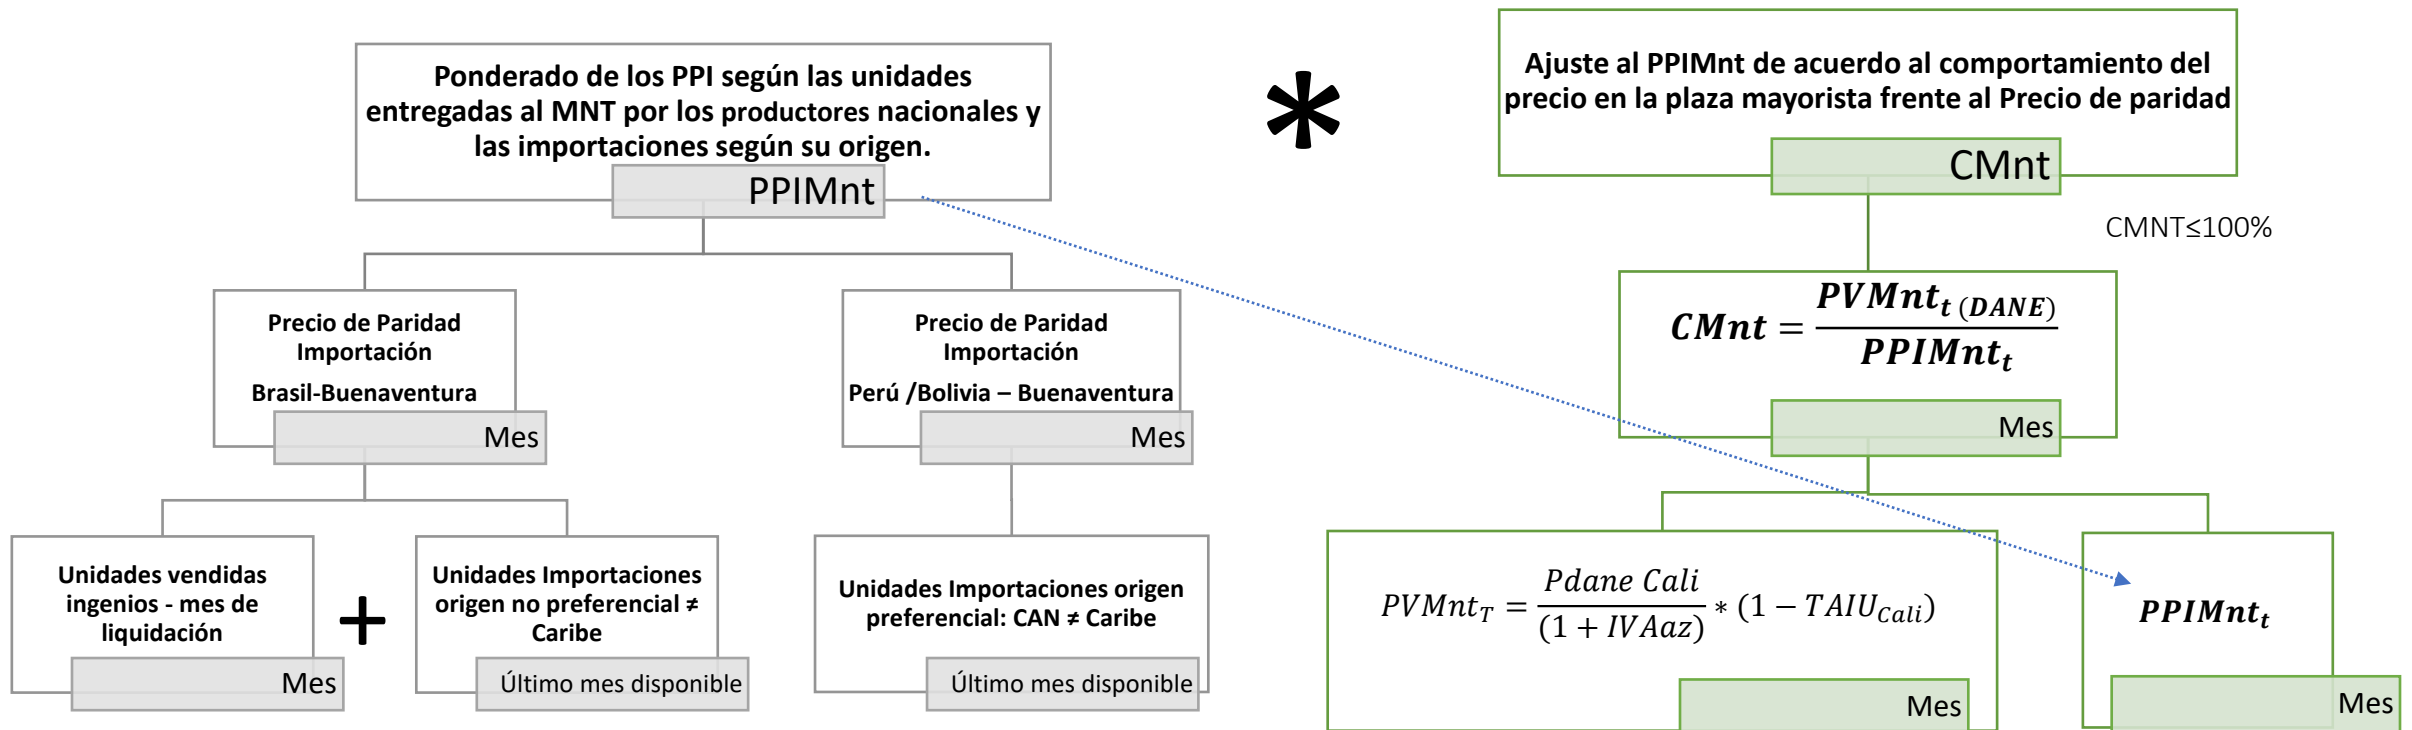 Ponderado de los PPI según las unidades
entregadas al MNT por los productores nacionales y
las importaciones según su origen.
PPIMnt
*
Ajuste al PPIMnt de acuerdo al comportamiento del
precio en la plaza mayorista frente al Precio de paridad
CMnt
CMNT≤100%
Precio de Paridad
Importación
Brasil-Buenaventura
Mes
Precio de Paridad
Importación
Perú /Bolivia – Buenaventura
Mes
CMnt = PVMnt_t (DANE) / PPIMnt_t
Mes
Unidades vendidas
ingenios - mes de
liquidación
Mes
+
Unidades Importaciones
origen no preferencial ≠
Caribe
Último mes disponible
Unidades Importaciones origen
preferencial: CAN ≠ Caribe
Último mes disponible
PVMnt_T = Pdane Cali / (1 + IVAaz) * (1 − TAIU_Cali)
Mes
PPIMnt_t
Mes